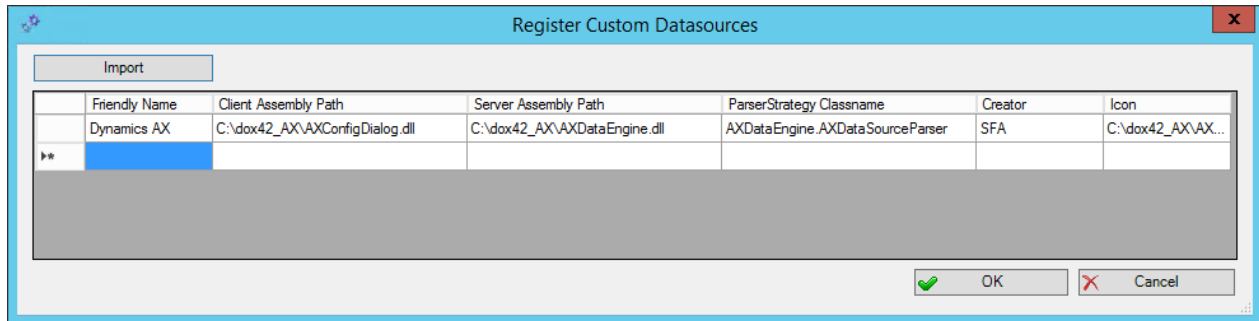 Register Custom Datasources
x
Import
Friendly Name Client Assembly Path Server Assembly Path ParserStrategy Classname Creator Icon
Dynamics AX C:\dox42_AX\AXConfigDialog.dll C:\dox42_AX\AXDataEngine.dll AXDataEngine.AXDataSourceParser SFA C:\dox42_AX\AX...
OK Cancel